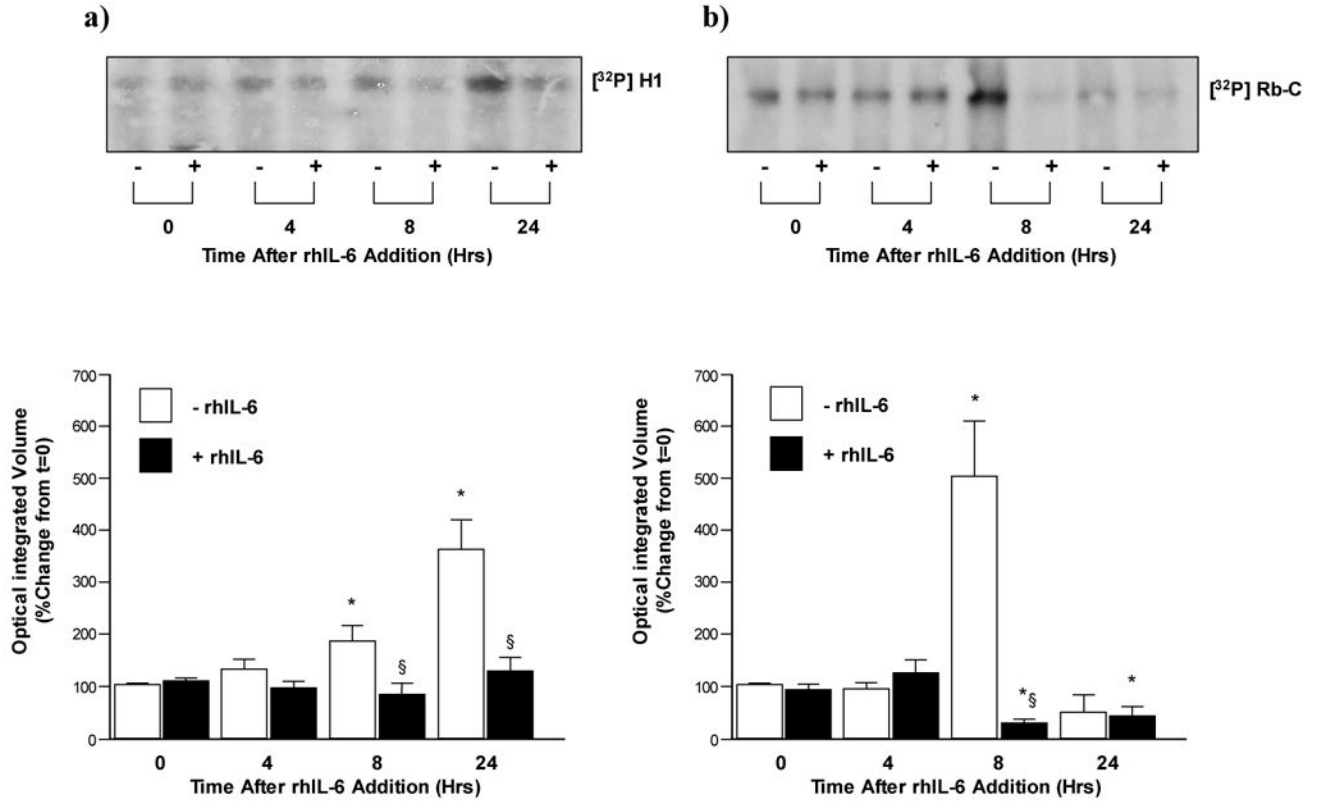 a)
[³²P] H1
- + - + - + - +
0 4 8 24
Time After rhIL-6 Addition (Hrs)
b)
[³²P] Rb-C
- + - + - + - +
0 4 8 24
Time After rhIL-6 Addition (Hrs)
Optical integrated Volume
(%Change from t=0)
700
600
500
400
300
200
100
0
- rhIL-6
+ rhIL-6
*
§
*
§
0 4 8 24
Time After rhIL-6 Addition (Hrs)
Optical integrated Volume
(%Change from t=0)
700
600
500
400
300
200
100
0
- rhIL-6
+ rhIL-6
*
*§
*
0 4 8 24
Time After rhIL-6 Addition (Hrs)